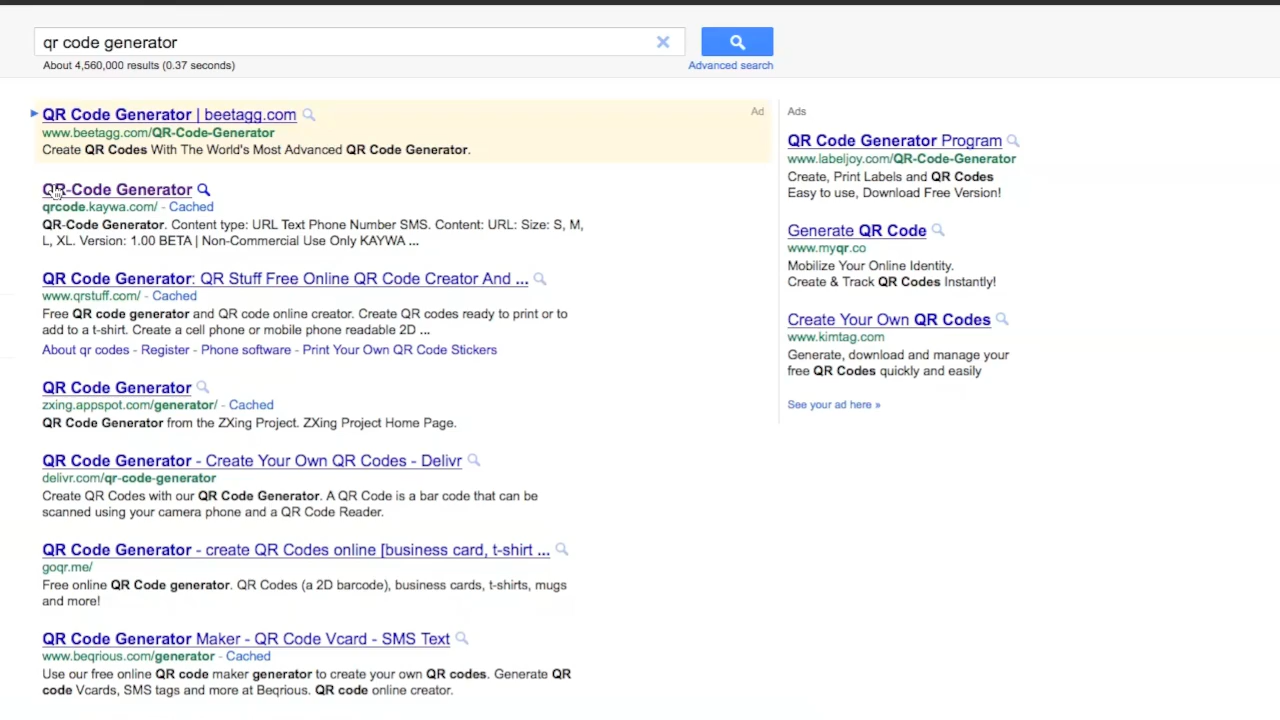 qr code generator
About 4,560,000 results (0.37 seconds)
Advanced search
QR Code Generator | beetagg.com
Ad
www.beetagg.com/QR-Code-Generator
Create QR Codes With The World's Most Advanced QR Code Generator.
QR-Code Generator
qrcode.kaywa.com/ - Cached
QR-Code Generator. Content type: URL Text Phone Number SMS. Content: URL: Size: S, M,
L, XL. Version: 1.00 BETA | Non-Commercial Use Only KAYWA ...
QR Code Generator: QR Stuff Free Online QR Code Creator And ...
www.qrstuff.com/ - Cached
Free QR code generator and QR code online creator. Create QR codes ready to print or to
add to a t-shirt. Create a cell phone or mobile phone readable 2D ...
About qr codes - Register - Phone software - Print Your Own QR Code Stickers
QR Code Generator
zxing.appspot.com/generator/ - Cached
QR Code Generator from the ZXing Project. ZXing Project Home Page.
QR Code Generator - Create Your Own QR Codes - Delivr
delivr.com/qr-code-generator
Create QR Codes with our QR Code Generator. A QR Code is a bar code that can be
scanned using your camera phone and a QR Code Reader.
QR Code Generator - create QR Codes online [business card, t-shirt ...
goqr.me/
Free online QR Code generator. QR Codes (a 2D barcode), business cards, t-shirts, mugs
and more!
QR Code Generator Maker - QR Code Vcard - SMS Text
www.beqrious.com/generator - Cached
Use our free online QR code maker generator to create your own QR codes. Generate QR
code Vcards, SMS tags and more at Beqrious. QR code online creator.
Ads
QR Code Generator Program
www.labeljoy.com/QR-Code-Generator
Create, Print Labels and QR Codes
Easy to use, Download Free Version!
Generate QR Code
www.myqr.co
Mobilize Your Online Identity.
Create & Track QR Codes Instantly!
Create Your Own QR Codes
www.kimtag.com
Generate, download and manage your
free QR Codes quickly and easily
See your ad here »